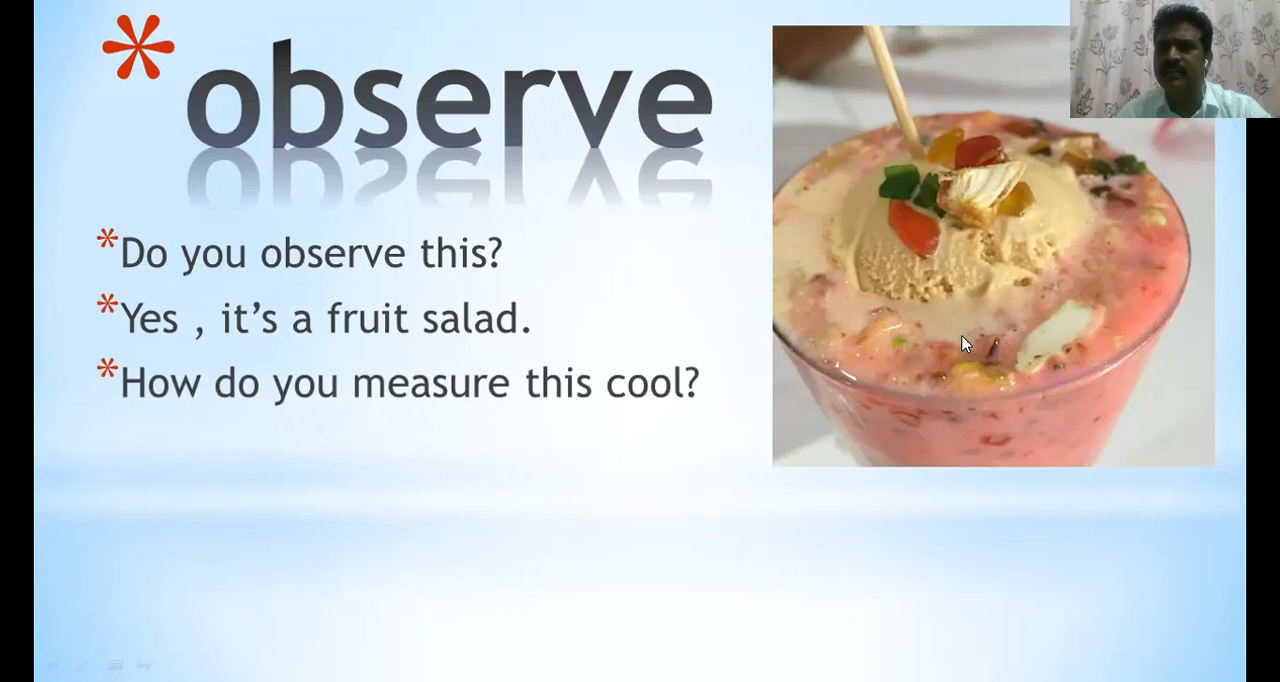 *observe
*Do you observe this?
*Yes , it’s a fruit salad.
*How do you measure this cool?